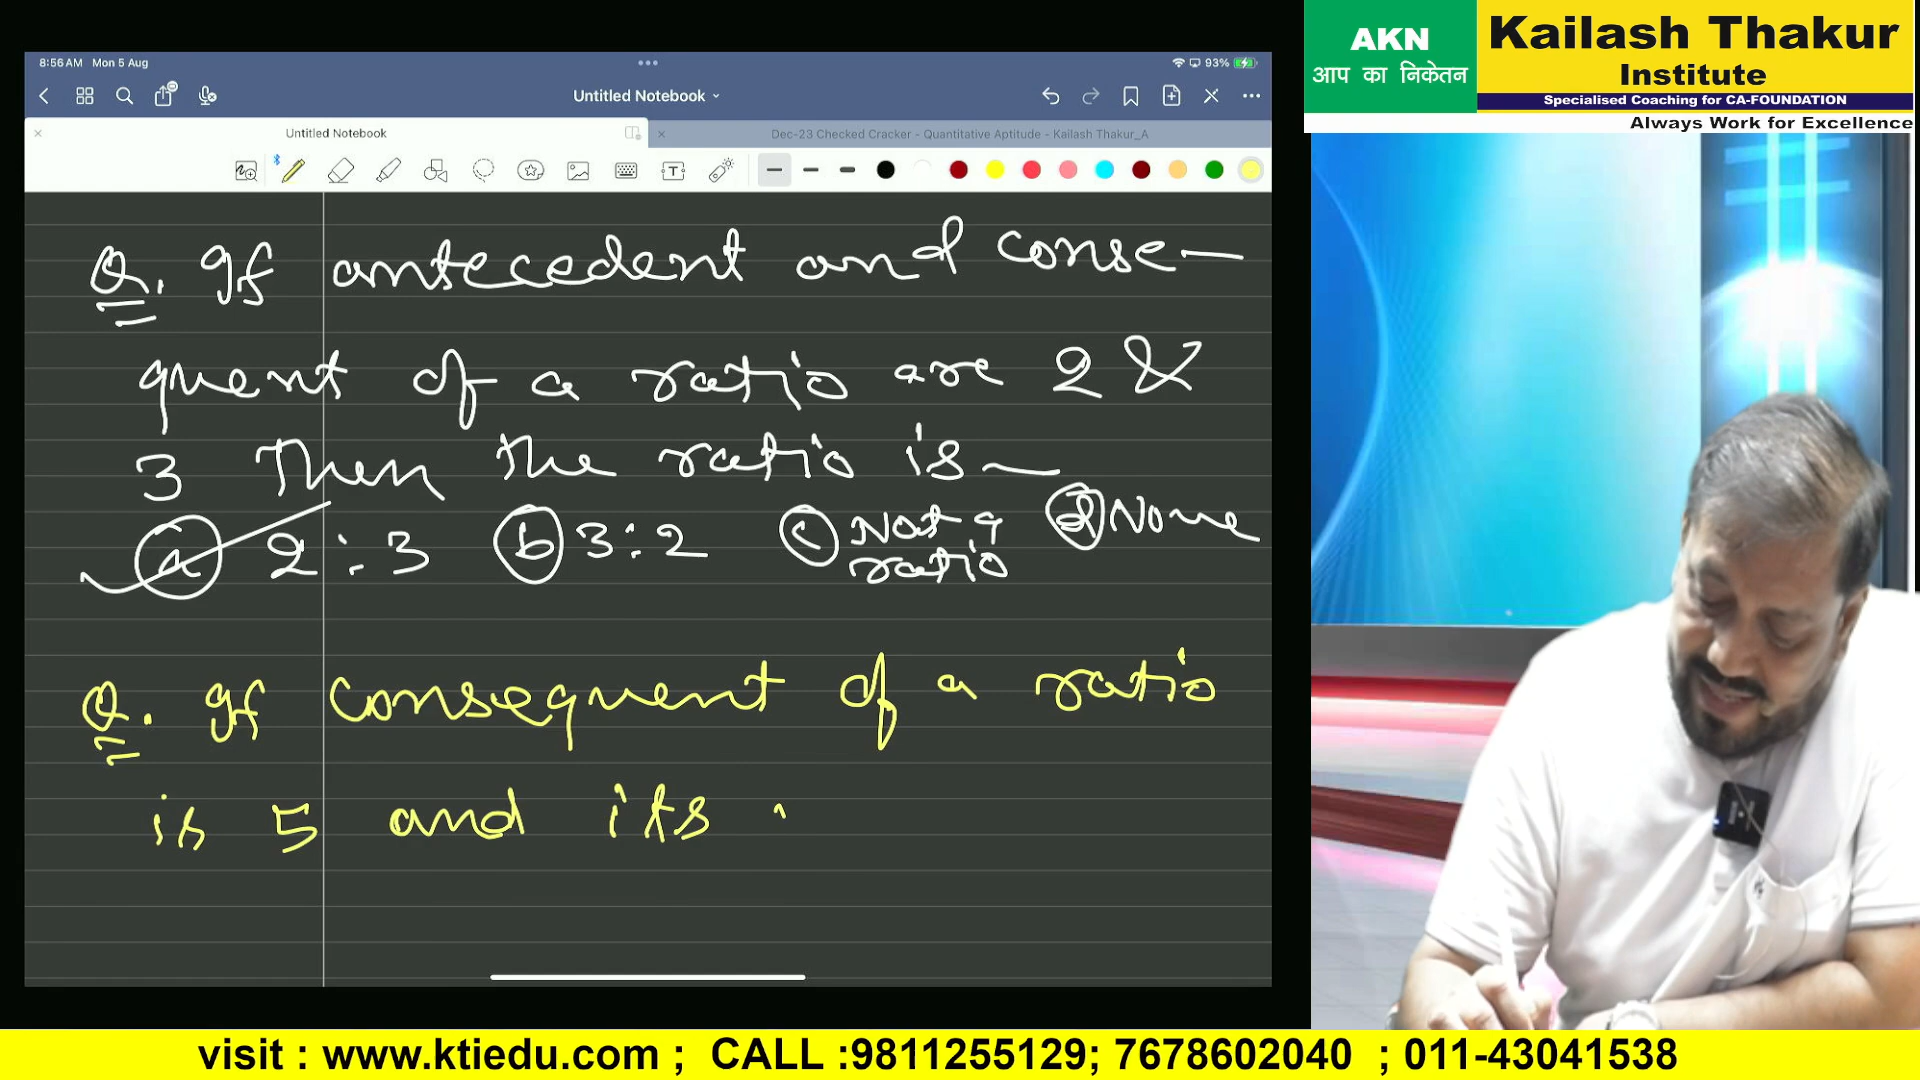 AKN
आप का निकेतन
Kailash Thakur
Institute
Specialised Coaching for CA-FOUNDATION
Always Work for Excellence
8:56 AM Mon 5 Aug
93%
Untitled Notebook
Untitled Notebook
Dec-23 Checked Cracker - Quantitative Aptitude - Kailash Thakur_A
Q. If antecedent and conse-
quent of a ratio are 2 &
3 Then the ratio is —
(a) 2 : 3 (b) 3 : 2 (c) Not a ratio (d) None
Q. If consequent of a ratio
is 5 and its
visit : www.ktiedu.com ; CALL :9811255129; 7678602040 ; 011-43041538